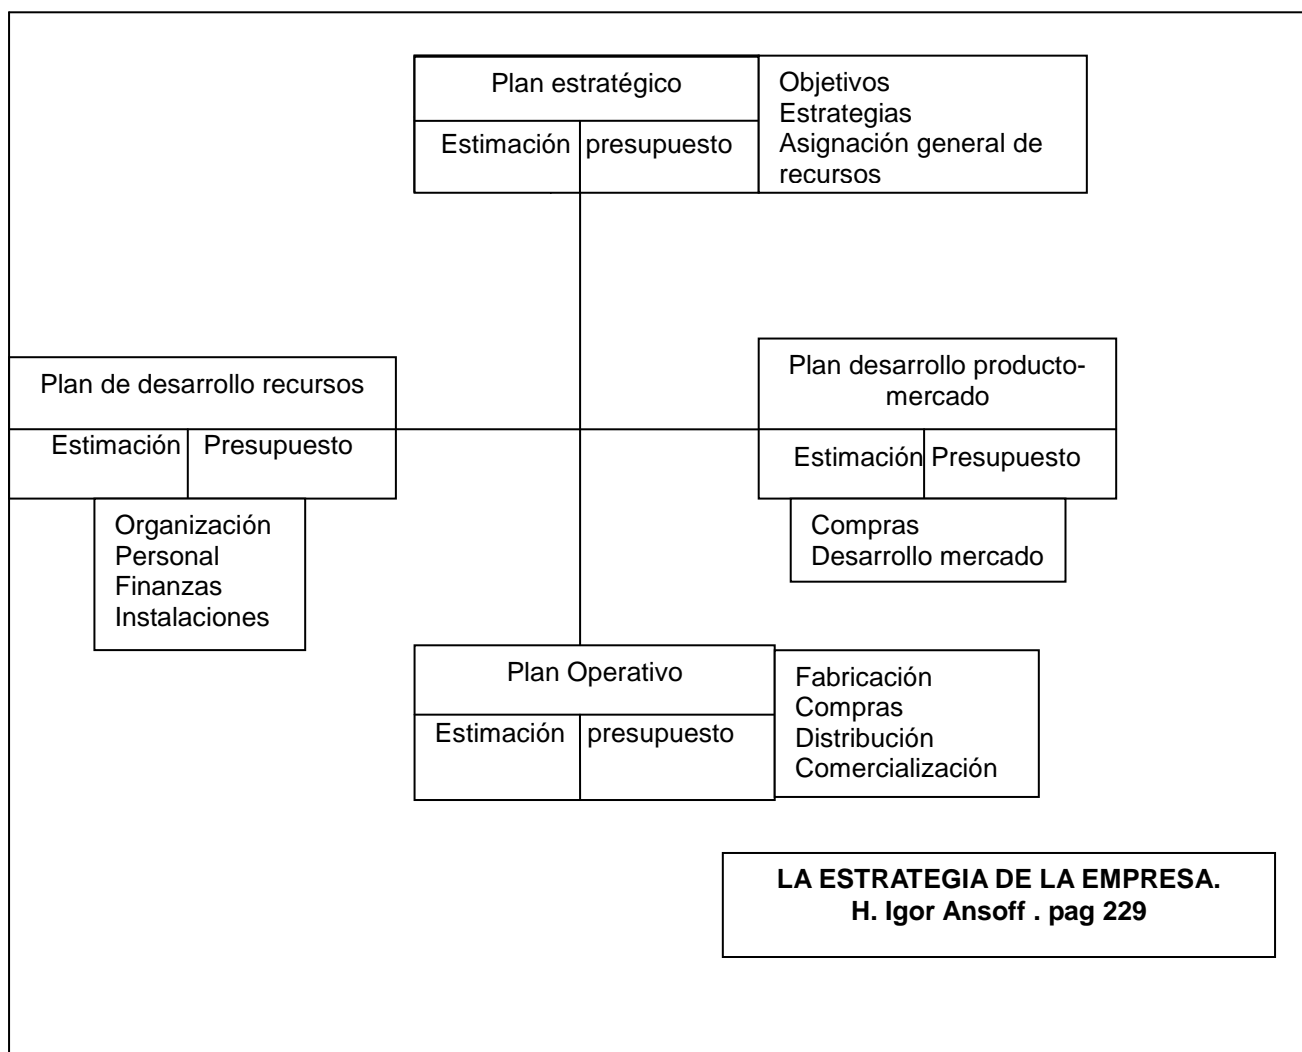 Plan estratégico
Estimación presupuesto
Objetivos
Estrategias
Asignación general de
recursos
Plan de desarrollo recursos
Estimación Presupuesto
Organización
Personal
Finanzas
Instalaciones
Plan desarrollo producto-
mercado
Estimación Presupuesto
Compras
Desarrollo mercado
Plan Operativo
Estimación presupuesto
Fabricación
Compras
Distribución
Comercialización
LA ESTRATEGIA DE LA EMPRESA.
H. Igor Ansoff . pag 229